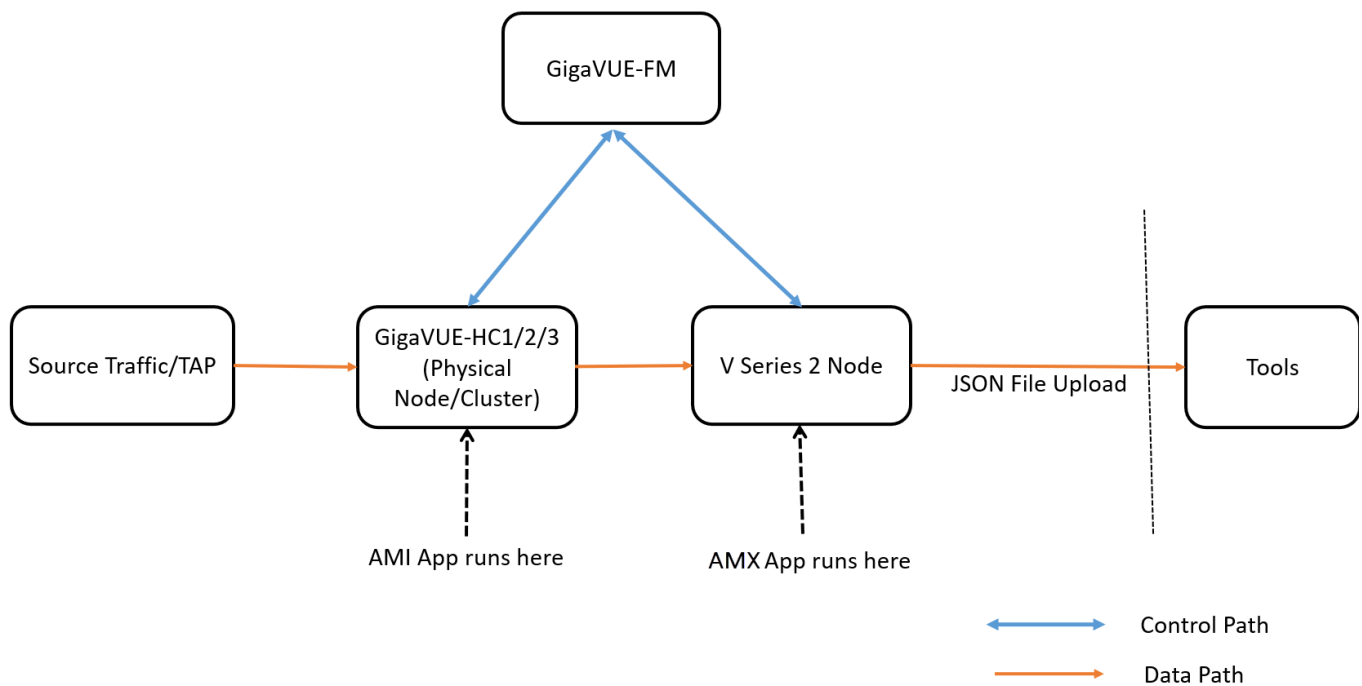 GigaVUE-FM
Source Traffic/TAP
GigaVUE-HC1/2/3
(Physical
Node/Cluster)
V Series 2 Node
JSON File Upload
Tools
AMI App runs here
AMX App runs here
Control Path
Data Path